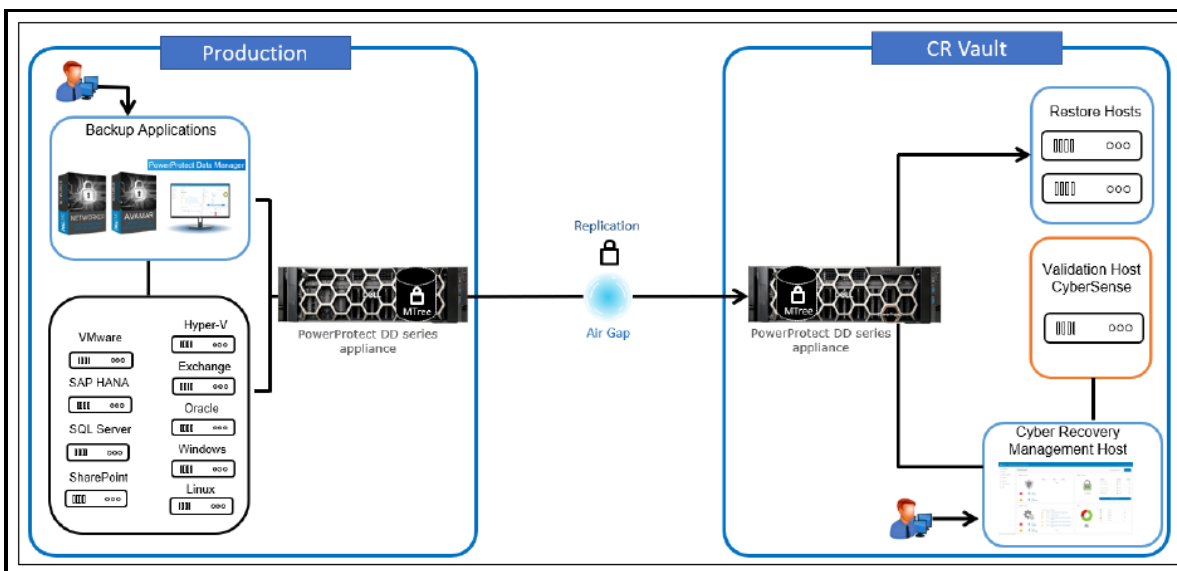 Production
Backup Applications
PowerProtect Data Manager
NETWORKER
AVAMAR
VMware
SAP HANA
SQL Server
SharePoint
Hyper-V
Exchange
Oracle
Windows
Linux
DELL
MTree
PowerProtect DD series
appliance
Replication
Air Gap
CR Vault
MTree
DELL
PowerProtect DD series
appliance
Restore Hosts
Validation Host
CyberSense
Cyber Recovery
Management Host